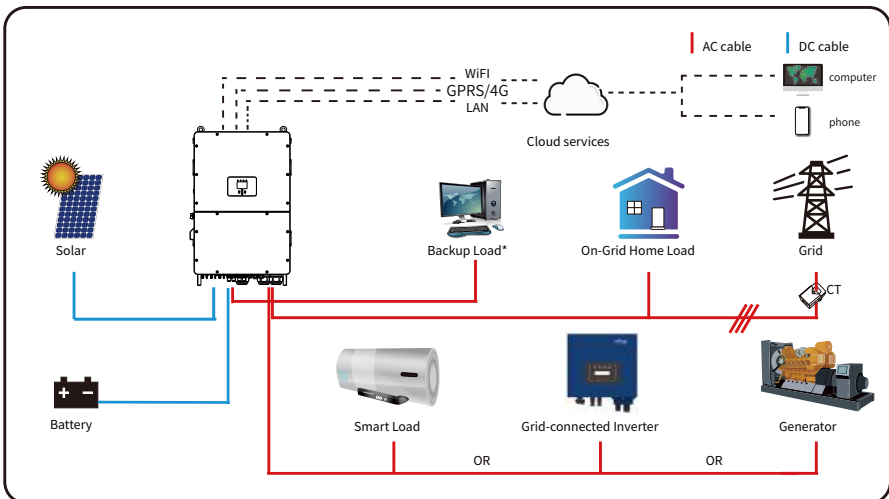 AC cable
DC cable
WiFI
GPRS/4G
LAN
computer
Cloud services
phone
Solar
Backup Load*
On-Grid Home Load
Grid
CT
Battery
Smart Load
Grid-connected Inverter
Generator
OR
OR